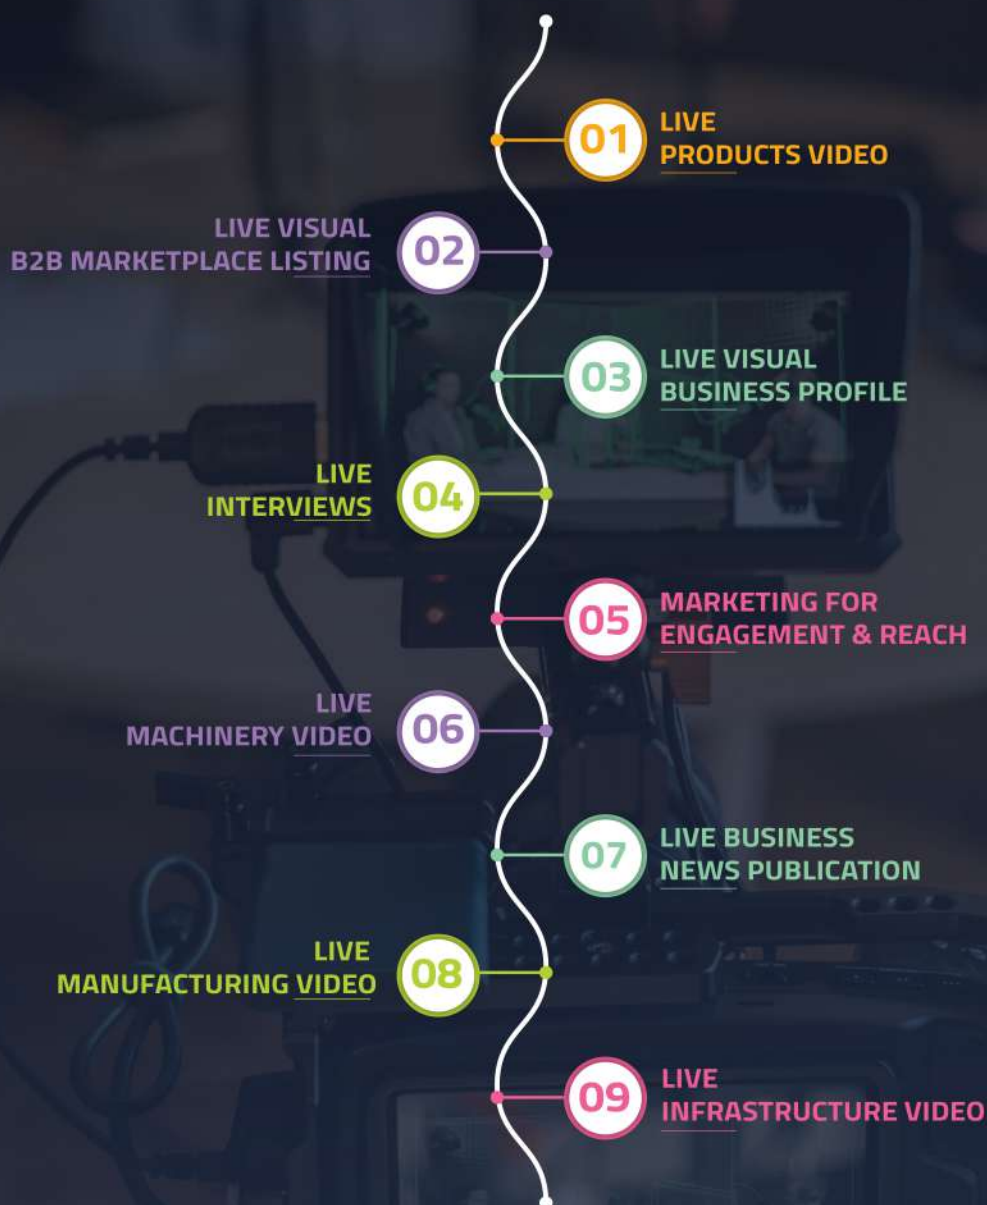 01
LIVE
PRODUCTS VIDEO
LIVE VISUAL
B2B MARKETPLACE LISTING
02
03
LIVE VISUAL
BUSINESS PROFILE
LIVE
INTERVIEWS
04
05
MARKETING FOR
ENGAGEMENT & REACH
LIVE
MACHINERY VIDEO
06
07
LIVE BUSINESS
NEWS PUBLICATION
LIVE
MANUFACTURING VIDEO
08
09
LIVE
INFRASTRUCTURE VIDEO